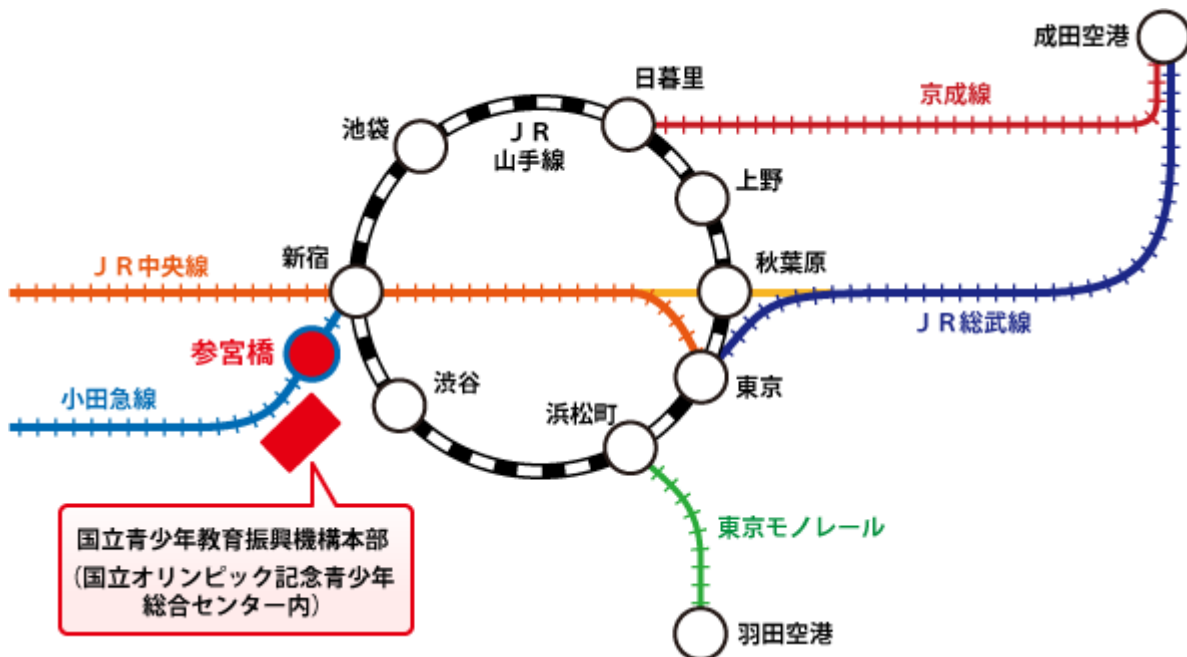 成田空港
日暮里
京成線
池袋
ＪＲ
山手線
上野
新宿
秋葉原
ＪＲ中央線
ＪＲ総武線
参宮橋
渋谷
東京
小田急線
浜松町
国立青少年教育振興機構本部
（国立オリンピック記念青少年
総合センター内）
東京モノレール
羽田空港